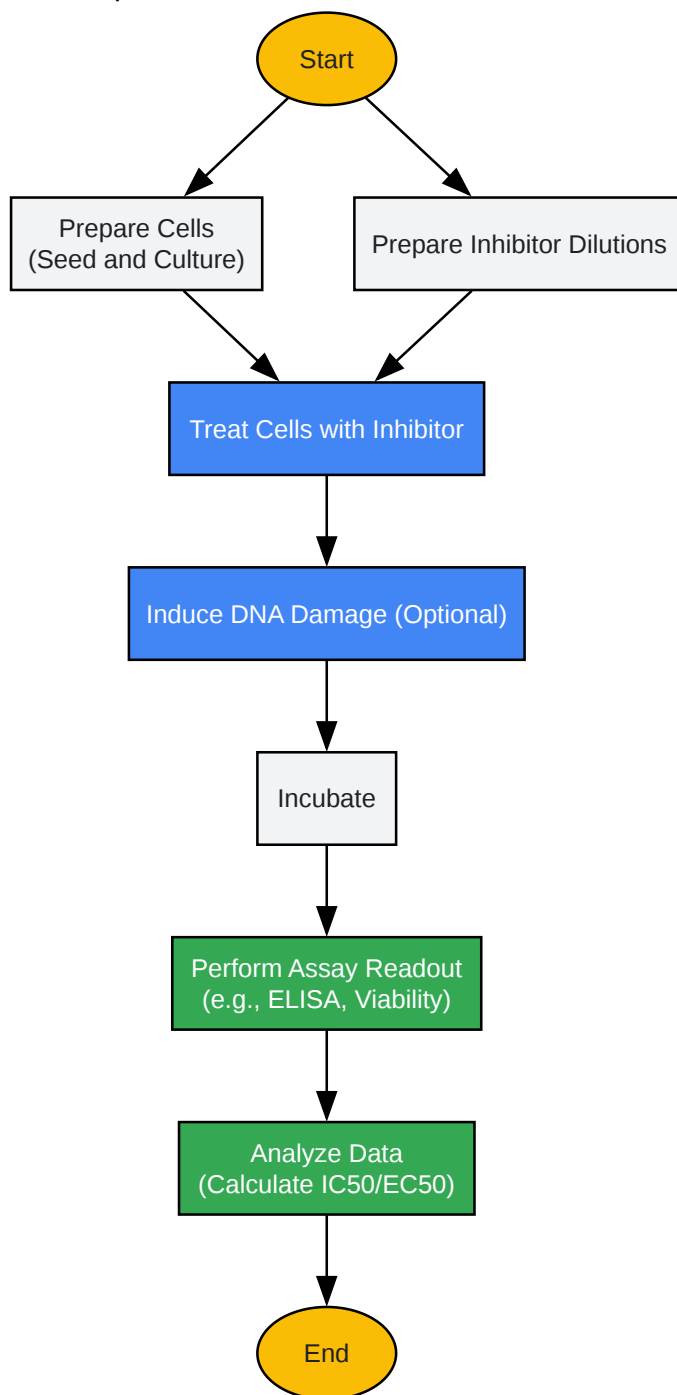 Start
Prepare Cells
(Seed and Culture)
Prepare Inhibitor Dilutions
Treat Cells with Inhibitor
Induce DNA Damage (Optional)
Incubate
Perform Assay Readout
(e.g., ELISA, Viability)
Analyze Data
(Calculate IC50/EC50)
End